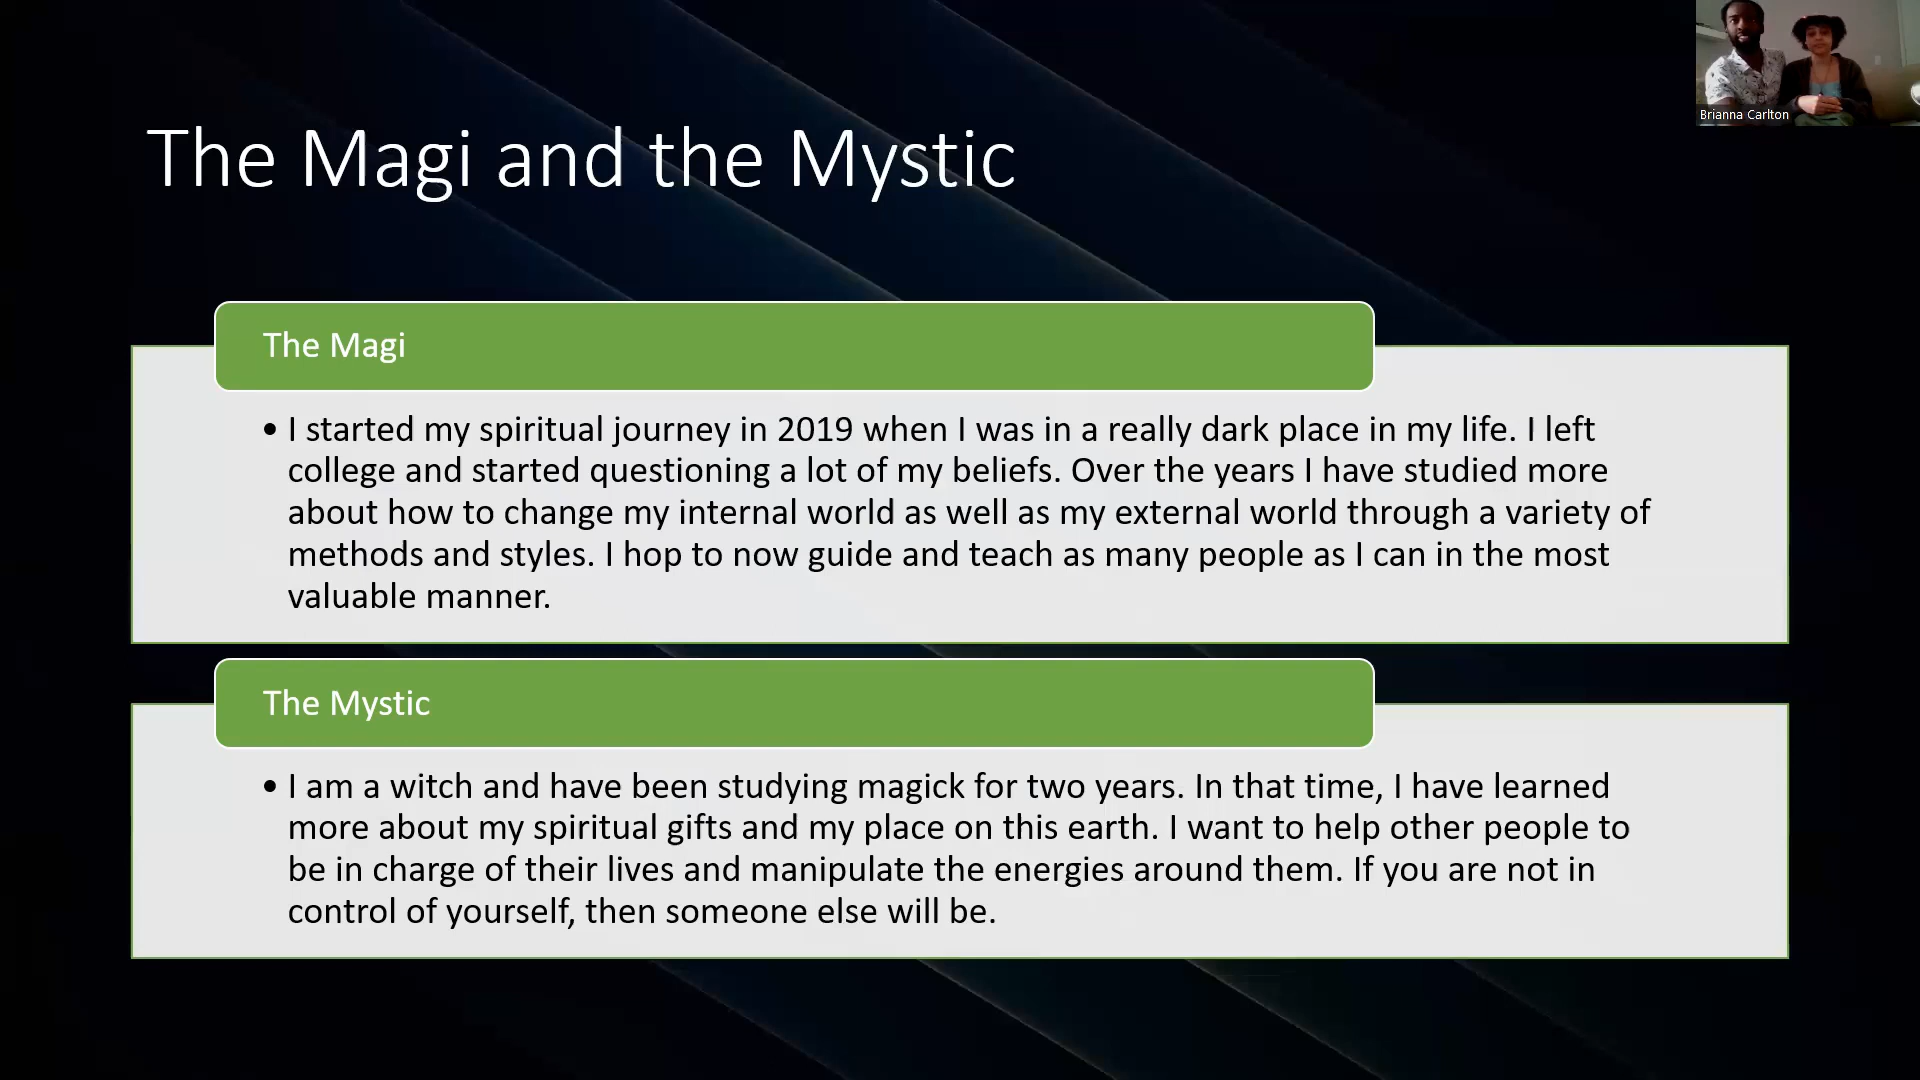 Brianna Carlton
The Magi and the Mystic
The Magi
• I started my spiritual journey in 2019 when I was in a really dark place in my life. I left
college and started questioning a lot of my beliefs. Over the years I have studied more
about how to change my internal world as well as my external world through a variety of
methods and styles. I hop to now guide and teach as many people as I can in the most
valuable manner.
The Mystic
• I am a witch and have been studying magick for two years. In that time, I have learned
more about my spiritual gifts and my place on this earth. I want to help other people to
be in charge of their lives and manipulate the energies around them. If you are not in
control of yourself, then someone else will be.